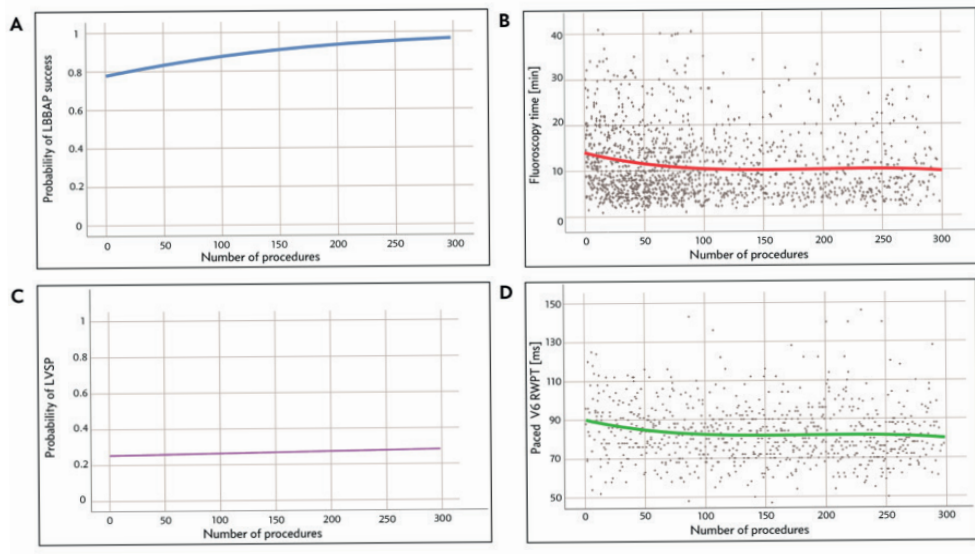 A
Probability of LBBAP success
1
0.8
0.6
0.4
0.2
0
0 50 100 150 200 250 300
Number of procedures
B
Fluoroscopy time [min]
40
30
20
10
0
0 50 100 150 200 250 300
Number of procedures
C
Probability of LVSP
1
0.8
0.6
0.4
0.2
0
0 50 100 150 200 250 300
Number of procedures
D
Paced V6 RWPT [ms]
150
130
110
90
70
50
0 50 100 150 200 250 300
Number of procedures